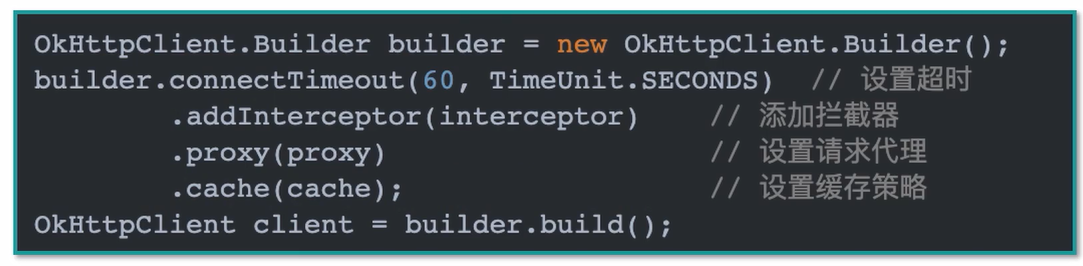 OkHttpClient.Builder builder = new OkHttpClient.Builder();
builder.connectTimeout(60, TimeUnit.SECONDS)  // 设置超时
        .addInterceptor(interceptor)    // 添加拦截器
        .proxy(proxy)                   // 设置请求代理
        .cache(cache);                  // 设置缓存策略
OkHttpClient client = builder.build();